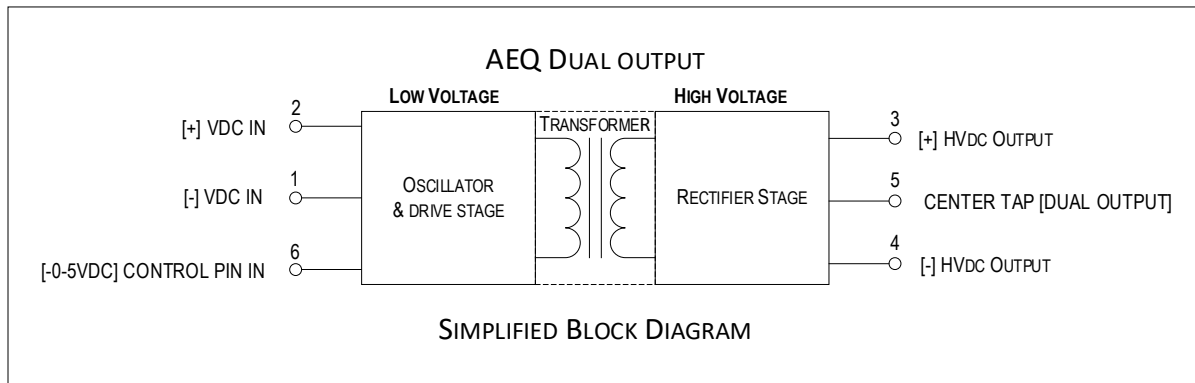 AEQ DUAL OUTPUT
LOW VOLTAGE
HIGH VOLTAGE
TRANSFORMER
2
[+] VDC IN
1
[-] VDC IN
6
[-0-5VDC] CONTROL PIN IN
OSCILLATOR
& DRIVE STAGE
RECTIFIER STAGE
3
[+] HVDC OUTPUT
5
CENTER TAP [DUAL OUTPUT]
4
[-] HVDC OUTPUT
SIMPLIFIED BLOCK DIAGRAM